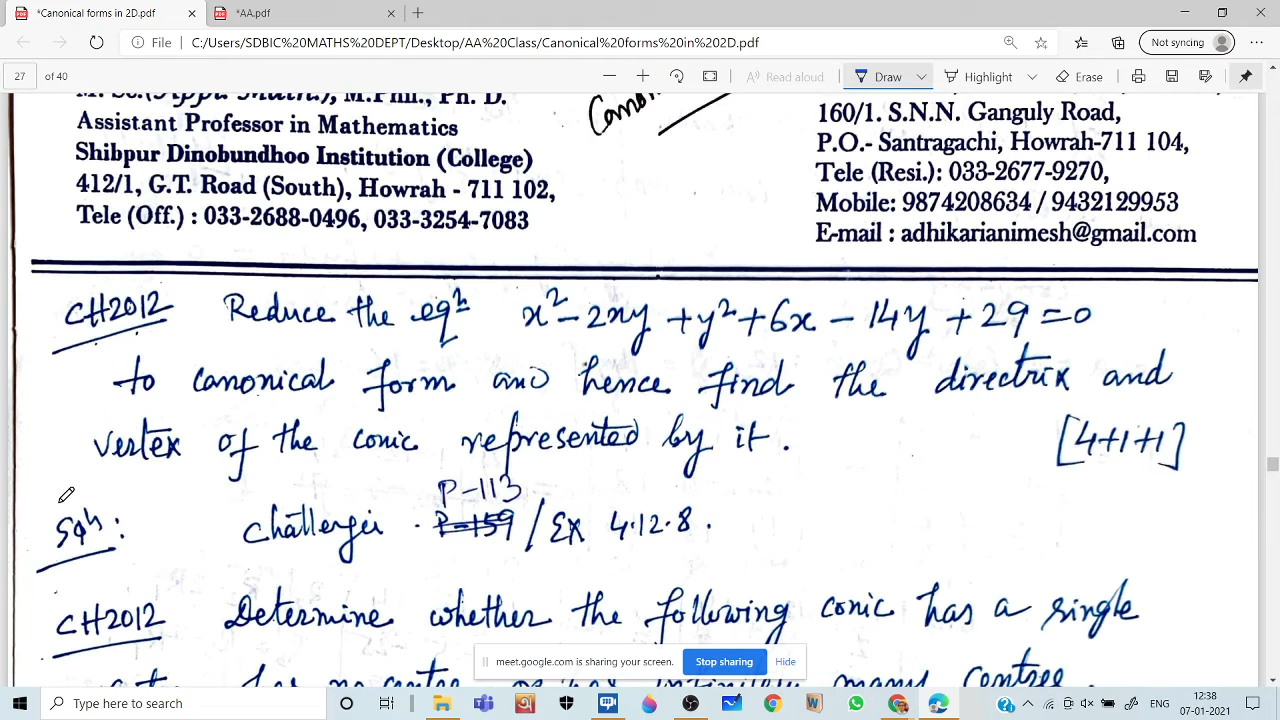 *Canonical forms in 2D.pdf
*AA.pdf
File
C:/Users/SDBIC%20MATHS%20DEPT/Desktop/AA%20Class/Canonical%20forms%20in%202D.pdf
Not syncing
27 of 40
Read aloud
Draw
Highlight
Erase
M. Sc.(Appl. Math.), M.Phil., Ph. D.
Assistant Professor in Mathematics
Shibpur Dinobundhoo Institution (College)
412/1, G.T. Road (South), Howrah - 711 102,
Tele (Off.) : 033-2688-0496, 033-3254-7083
160/1. S.N.N. Ganguly Road,
P.O.- Santragachi, Howrah-711 104,
Tele (Resi.): 033-2677-9270,
Mobile: 9874208634 / 9432129953
E-mail : adhikarianimesh@gmail.com
CH2012 Reduce the eqⁿ x² - 2xy + y² + 6x - 14y + 29 = 0
to canonical form and hence find the directrix and
vertex of the conic represented by it. [4+1+1]
P-113
Solⁿ: P-159 / Ex 4.12.8.
CH2012 Determine whether the following conic has a single
many centres.
meet.google.com is sharing your screen.
Stop sharing
Hide
Type here to search
12:38
07-01-2021